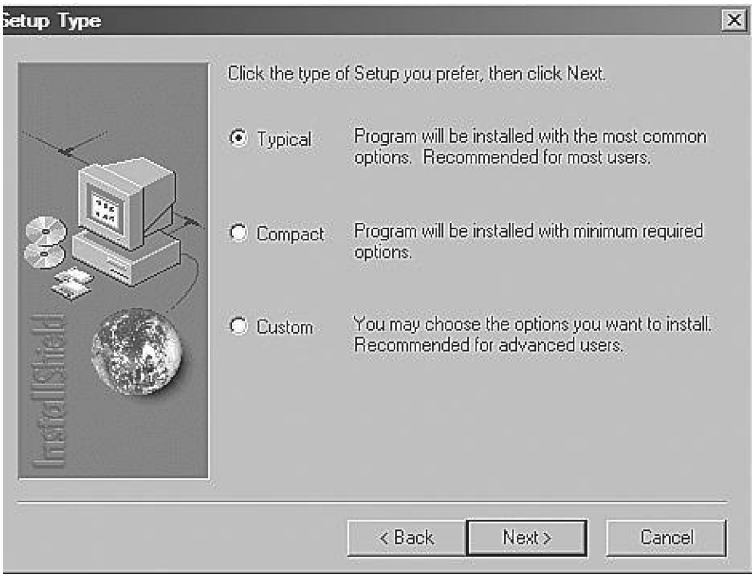 Setup Type
Click the type of Setup you prefer, then click Next.
Typical
Program will be installed with the most common
options. Recommended for most users.
Compact
Program will be installed with minimum required
options.
Custom
You may choose the options you want to install.
Recommended for advanced users.
InstallShield
< Back
Next >
Cancel